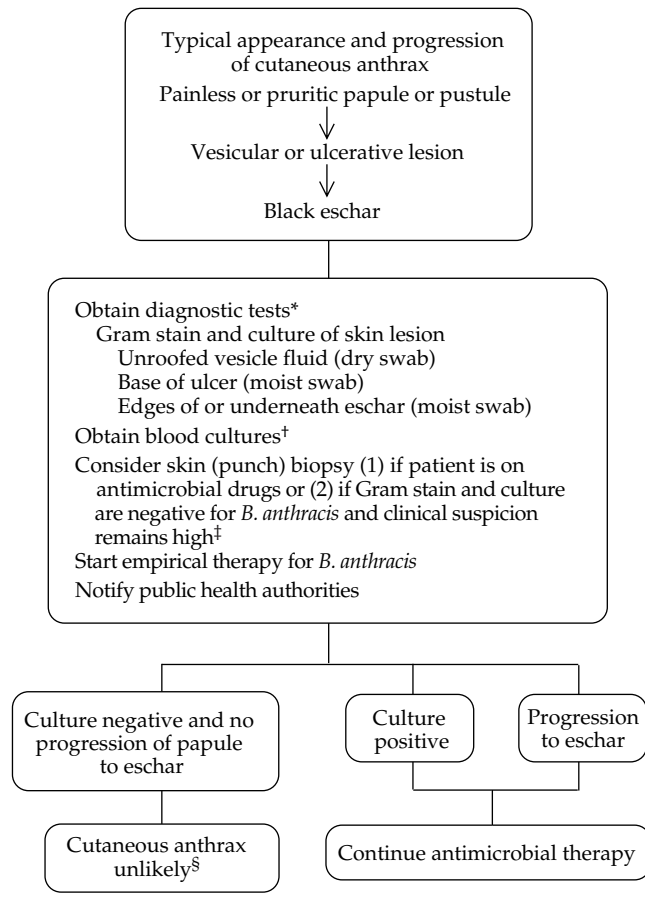 Typical appearance and progression
of cutaneous anthrax
Painless or pruritic papule or pustule
Vesicular or ulcerative lesion
Black eschar
Obtain diagnostic tests*
Gram stain and culture of skin lesion
Unroofed vesicle fluid (dry swab)
Base of ulcer (moist swab)
Edges of or underneath eschar (moist swab)
Obtain blood cultures†
Consider skin (punch) biopsy (1) if patient is on
antimicrobial drugs or (2) if Gram stain and culture
are negative for B. anthracis and clinical suspicion
remains high‡
Start empirical therapy for B. anthracis
Notify public health authorities
Culture negative and no
progression of papule
to eschar
Culture
positive
Progression
to eschar
Cutaneous anthrax
unlikely§
Continue antimicrobial therapy